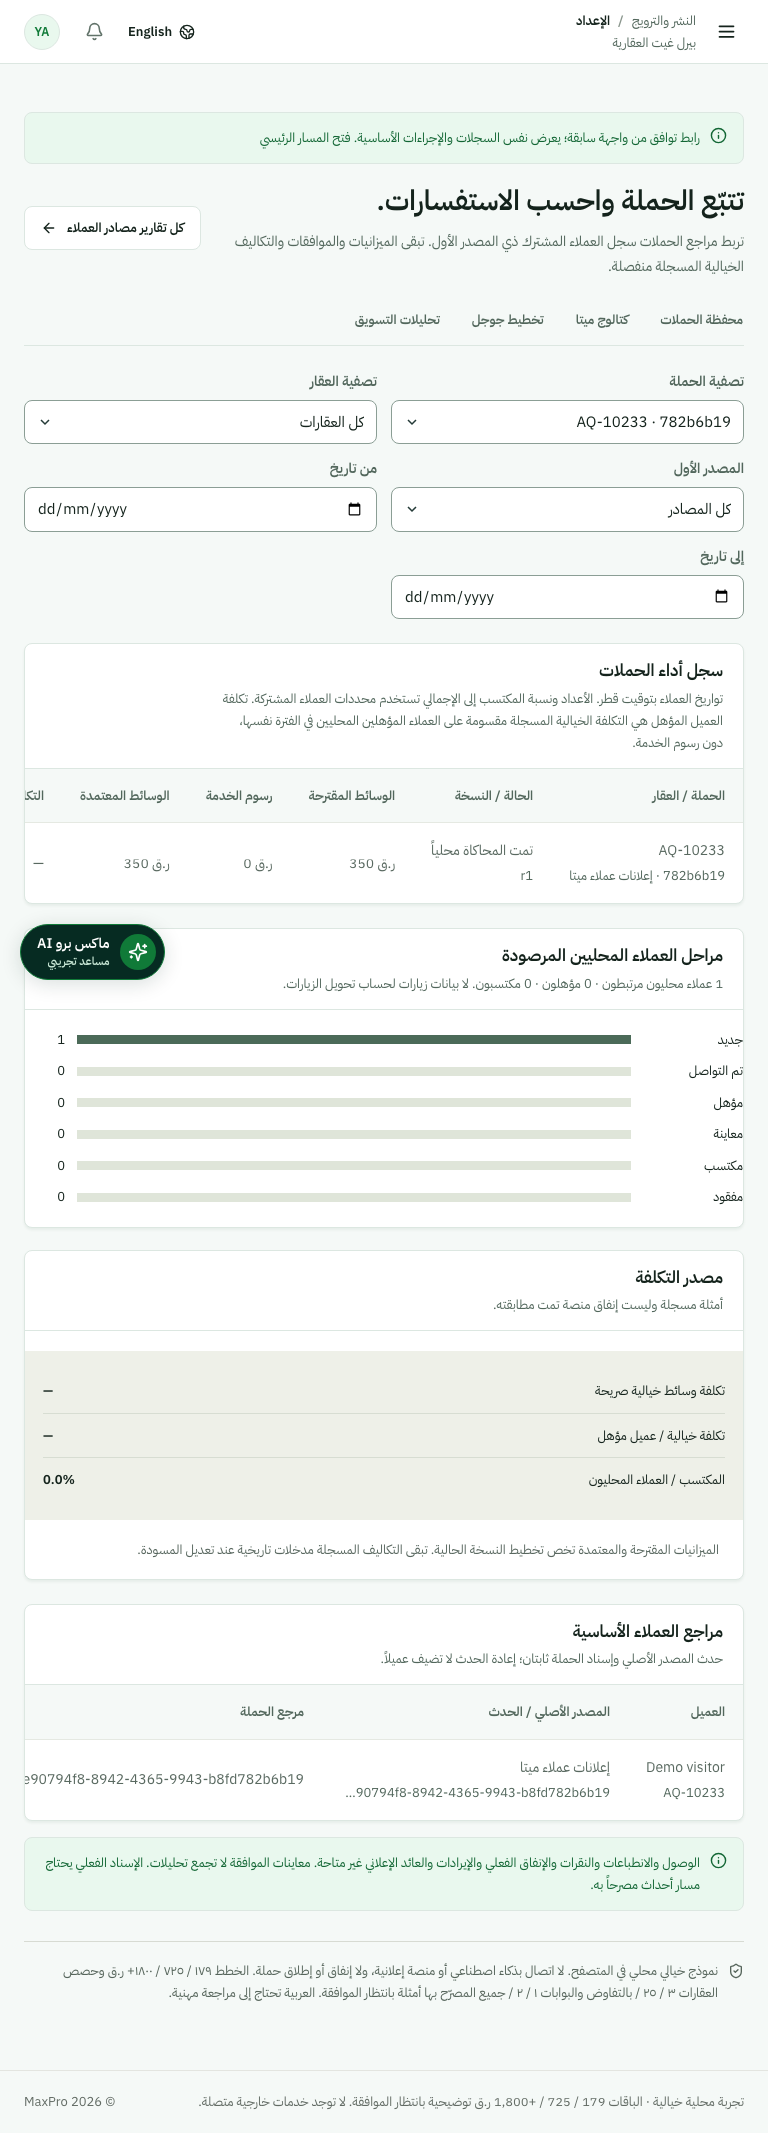 النشر والترويج / الإعداد
بيرل غيت العقارية
English
YA
رابط توافق من واجهة سابقة؛ يعرض نفس السجلات والإجراءات الأساسية. فتح المسار الرئيسي
تتبّع الحملة واحسب الاستفسارات.
تربط مراجع الحملات سجل العملاء المشترك ذي المصدر الأول. تبقى الميزانيات والموافقات والتكاليف
الخيالية المسجلة منفصلة.
كل تقارير مصادر العملاء
محفظة الحملات
كتالوج ميتا
تخطيط جوجل
تحليلات التسويق
تصفية الحملة
تصفية العقار
AQ-10233 · 782b6b19
كل العقارات
المصدر الأول
من تاريخ
كل المصادر
dd/mm/yyyy
إلى تاريخ
dd/mm/yyyy
سجل أداء الحملات
تواريخ العملاء بتوقيت قطر. الأعداد ونسبة المكتسب إلى الإجمالي تستخدم محددات العملاء المشتركة. تكلفة
العميل المؤهل هي التكلفة الخيالية المسجلة مقسومة على العملاء المؤهلين المحليين في الفترة نفسها،
دون رسوم الخدمة.
الحملة / العقار
الحالة / النسخة
الوسائط المقترحة
رسوم الخدمة
الوسائط المعتمدة
AQ-10233
782b6b19 · إعلانات عملاء ميتا
تمت المحاكاة محلياً
r1
ر.ق 350
ر.ق 0
ر.ق 350
—
ماكس برو AI
مساعد تجريبي
مراحل العملاء المحليين المرصودة
1 عملاء محليون مرتبطون · 0 مؤهلون · 0 مكتسبون. لا بيانات زيارات لحساب تحويل الزيارات.
جديد 1
تم التواصل 0
مؤهل 0
معاينة 0
مكتسب 0
مفقود 0
مصدر التكلفة
أمثلة مسجلة وليست إنفاق منصة تمت مطابقته.
تكلفة وسائط خيالية صريحة —
تكلفة خيالية / عميل مؤهل —
المكتسب / العملاء المحليون 0.0%
الميزانيات المقترحة والمعتمدة تخص تخطيط النسخة الحالية. تبقى التكاليف المسجلة مدخلات تاريخية عند تعديل المسودة.
مراجع العملاء الأساسية
حدث المصدر الأصلي وإسناد الحملة ثابتان؛ إعادة الحدث لا تضيف عميلاً.
العميل
المصدر الأصلي / الحدث
مرجع الحملة
Demo visitor
AQ-10233
إعلانات عملاء ميتا
90794f8-8942-4365-9943-b8fd782b6b19...
e90794f8-8942-4365-9943-b8fd782b6b19
الوصول والانطباعات والنقرات والإنفاق الفعلي والإيرادات والعائد الإعلاني غير متاحة. معاينات الموافقة لا تجمع تحليلات. الإسناد الفعلي يحتاج
مسار أحداث مصرحاً به.
نموذج خيالي محلي في المتصفح. لا اتصال بذكاء اصطناعي أو منصة إعلانية، ولا إنفاق أو إطلاق حملة. الخطط ١٧٩ / ٧٢٥ / ١٨٠٠+ ر.ق وحصص
العقارات ٣ / ٢٥ / بالتفاوض والبوابات ١ / ٢ / جميع المصرّح بها أمثلة بانتظار الموافقة. العربية تحتاج إلى مراجعة مهنية.
تجربة محلية خيالية · الباقات 179 / 725 / 1,800+ ر.ق توضيحية بانتظار الموافقة. لا توجد خدمات خارجية متصلة.
© 2026 MaxPro